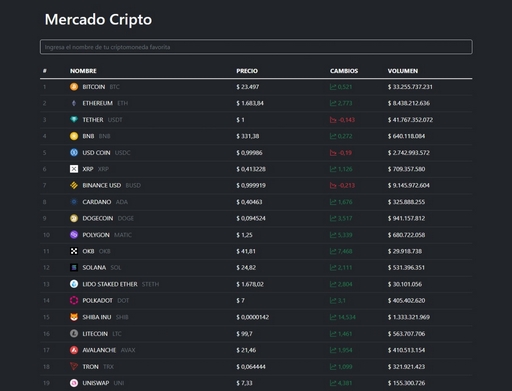 Mercado Cripto
Ingresa el nombre de tu criptomoneda favorita
# NOMBRE PRECIO CAMBIOS VOLUMEN
1 BITCOIN BTC $ 23.497 0,521 $ 33.255.737.231
2 ETHEREUM ETH $ 1.683,84 2,773 $ 8.438.212.636
3 TETHER USDT $ 1 -0,143 $ 41.767.352.072
4 BNB BNB $ 331,38 0,272 $ 640.118.084
5 USD COIN USDC $ 0,99986 -0,19 $ 2.742.993.572
6 XRP XRP $ 0,413228 1,126 $ 709.357.580
7 BINANCE USD BUSD $ 0,999919 -0,213 $ 9.145.972.604
8 CARDANO ADA $ 0,40463 1,676 $ 325.888.255
9 DOGECOIN DOGE $ 0,094524 3,517 $ 941.157.812
10 POLYGON MATIC $ 1,25 5,339 $ 680.722.058
11 OKB OKB $ 41,81 7,468 $ 29.918.738
12 SOLANA SOL $ 24,82 2,111 $ 531.396.351
13 LIDO STAKED ETHER STETH $ 1.678,02 2,604 $ 30.101.056
14 POLKADOT DOT $ 7 3,1 $ 405.402.620
15 SHIBA INU SHIB $ 0,0000142 14,534 $ 1.333.321.969
16 LITECOIN LTC $ 99,7 1,461 $ 563.707.706
17 AVALANCHE AVAX $ 21,46 1,954 $ 410.513.154
18 TRON TRX $ 0,064444 $ 321.921.423
19 UNISWAP UNI $ 7,33 4,381 $ 155.300.726